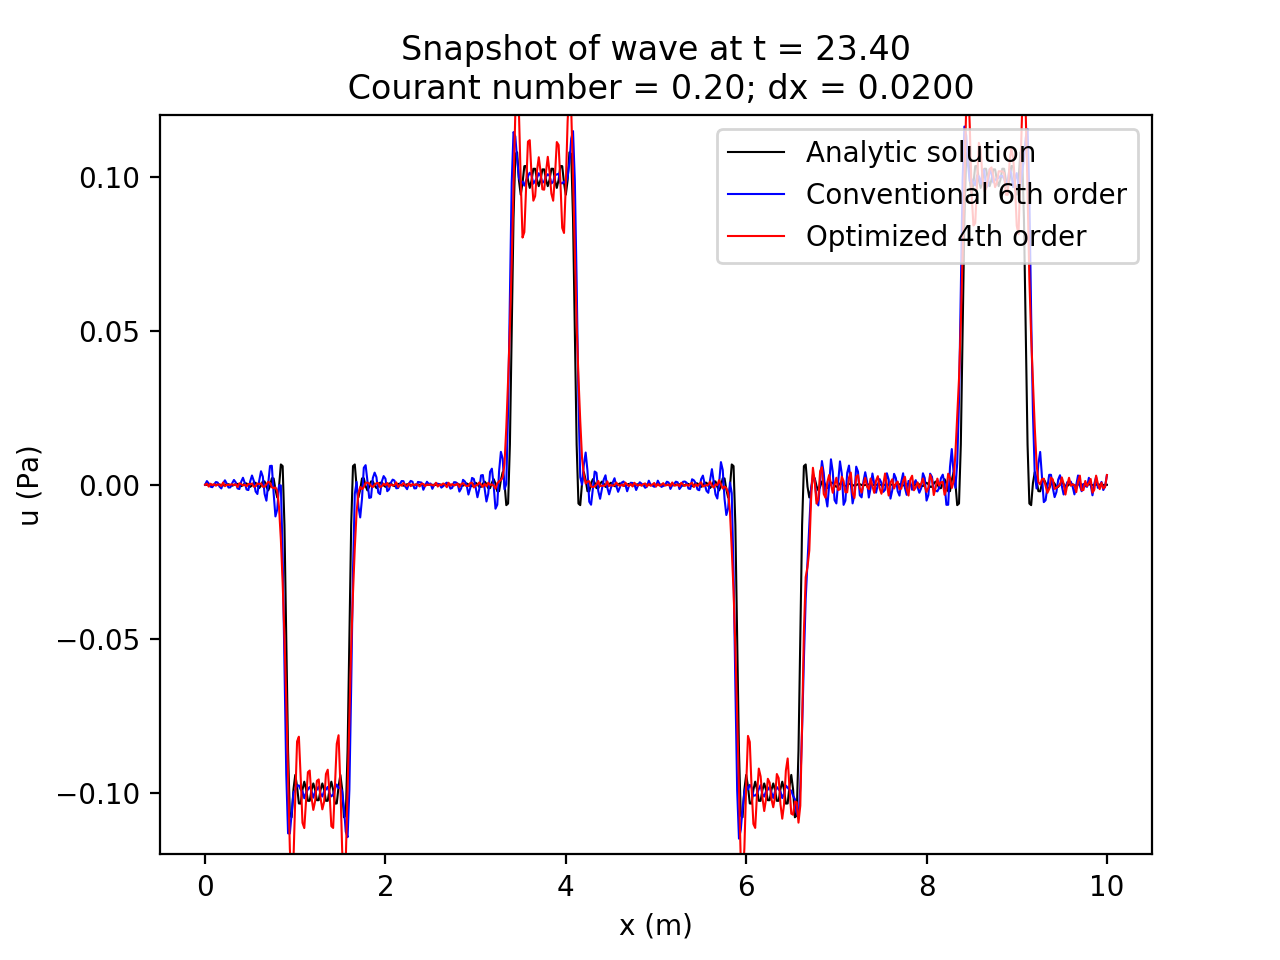 Snapshot of wave at t = 23.40
Courant number = 0.20; dx = 0.0200
Analytic solution
Conventional 6th order
Optimized 4th order
0.10
0.05
0.00
−0.05
−0.10
u (Pa)
0 2 4 6 8 10
x (m)